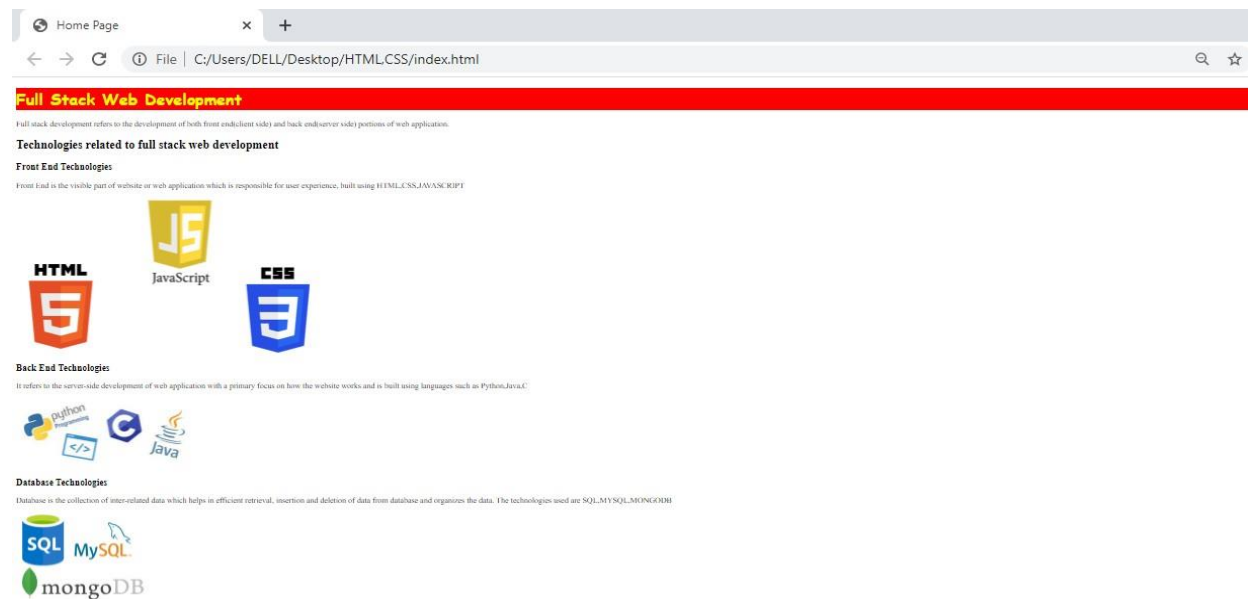 Home Page
File | C:/Users/DELL/Desktop/HTML,CSS/index.html
Full Stack Web Development
Full stack development refers to the development of both front end(client side) and back end(server side) portions of web application.
Technologies related to full stack web development
Front End Technologies
Front End is the visible part of website or web application which is responsible for user experience, built using HTML,CSS,JAVASCRIPT
JS
JavaScript
HTML
5
CSS
3
Back End Technologies
It refers to the server-side development of web application with a primary focus on how the website works and is built using languages such as Python,Java,C
python
Programming
</>
C
Java
Database Technologies
Database is the collection of inter-related data which helps in efficient retrieval, insertion and deletion of data from database and organizes the data. The technologies used are SQL,MYSQL,MONGODB
SQL
MySQL
mongoDB